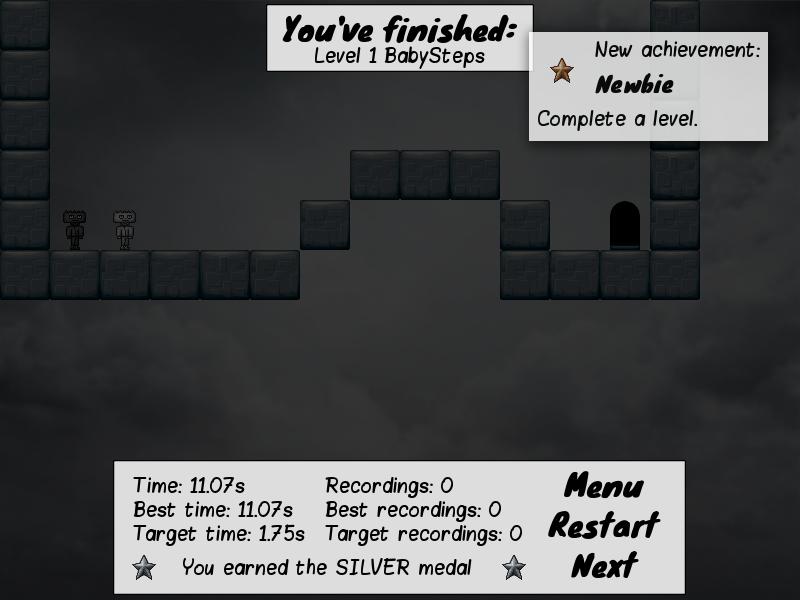 You've finished:
Level 1 BabySteps
New achievement:
Newbie
Complete a level.
Time: 11.07s
Best time: 11.07s
Target time: 1.75s
Recordings: 0
Best recordings: 0
Target recordings: 0
You earned the SILVER medal
Menu
Restart
Next